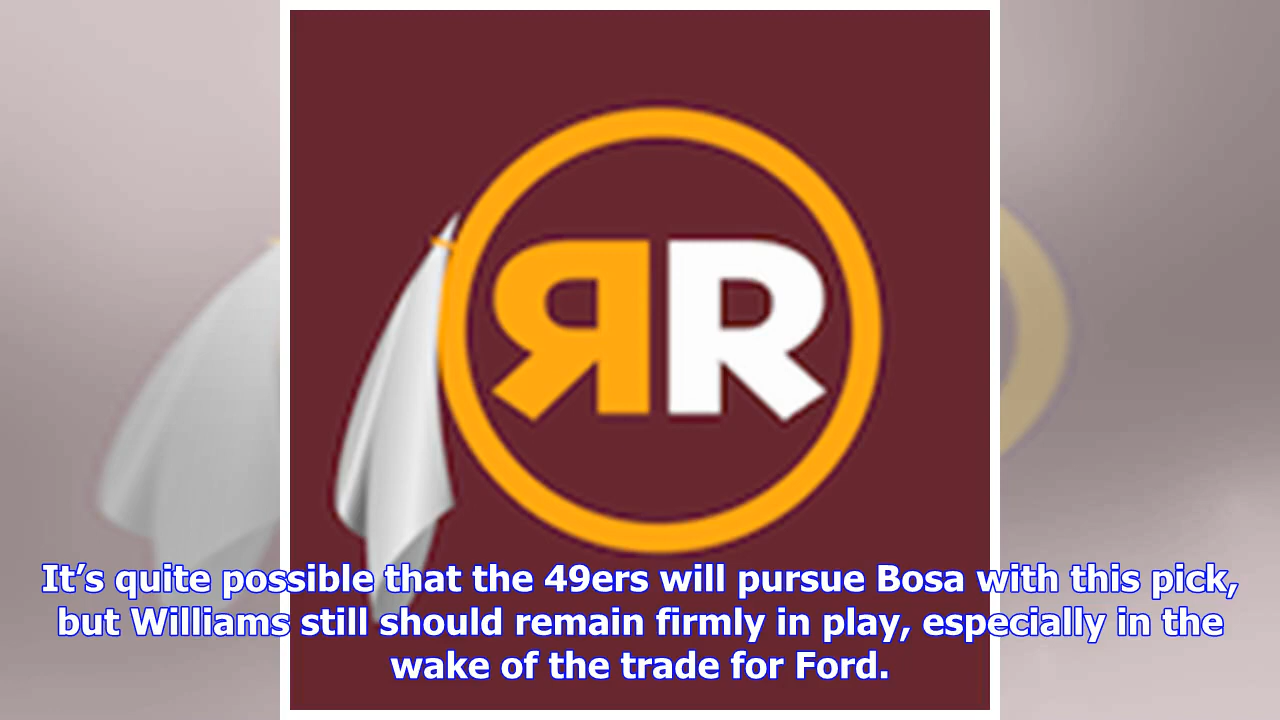 ЯR
It’s quite possible that the 49ers will pursue Bosa with this pick,
but Williams still should remain firmly in play, especially in the
wake of the trade for Ford.